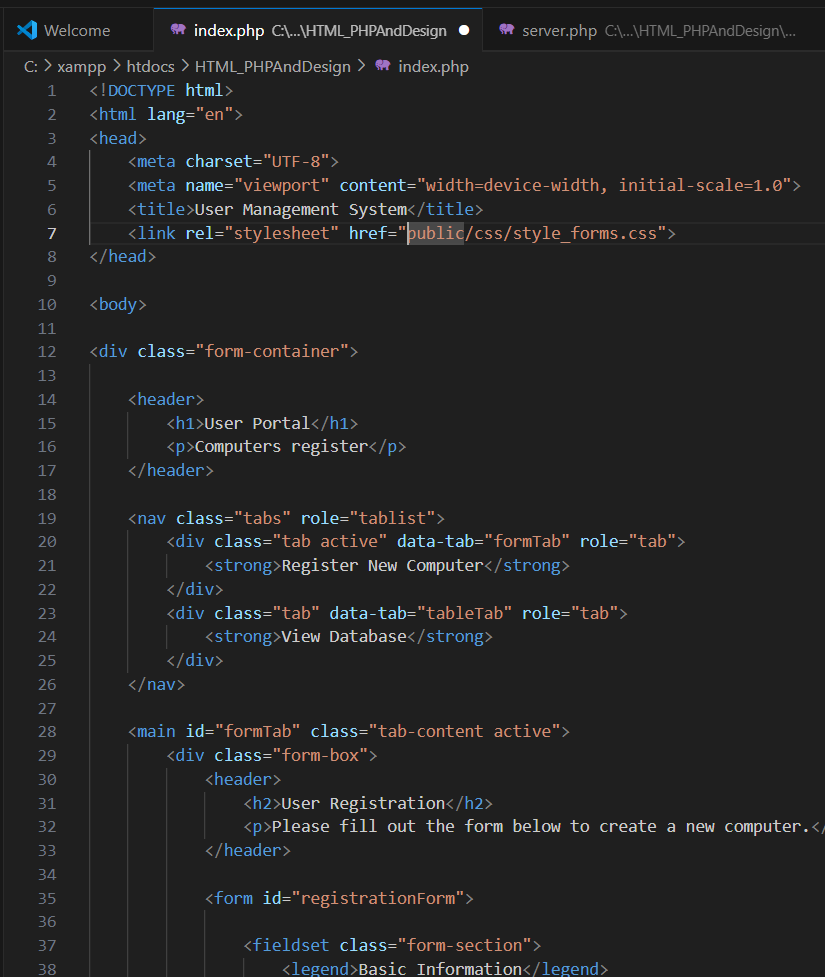 Welcome
index.php C:\...\HTML_PHPAndDesign
server.php C:\...\HTML_PHPAndDesign\...
C: > xampp > htdocs > HTML_PHPAndDesign > index.php
1 <!DOCTYPE html>
2 <html lang="en">
3 <head>
4 <meta charset="UTF-8">
5 <meta name="viewport" content="width=device-width, initial-scale=1.0">
6 <title>User Management System</title>
7 <link rel="stylesheet" href="public/css/style_forms.css">
8 </head>
9
10 <body>
11
12 <div class="form-container">
13
14 <header>
15 <h1>User Portal</h1>
16 <p>Computers register</p>
17 </header>
18
19 <nav class="tabs" role="tablist">
20 <div class="tab active" data-tab="formTab" role="tab">
21 <strong>Register New Computer</strong>
22 </div>
23 <div class="tab" data-tab="tableTab" role="tab">
24 <strong>View Database</strong>
25 </div>
26 </nav>
27
28 <main id="formTab" class="tab-content active">
29 <div class="form-box">
30 <header>
31 <h2>User Registration</h2>
32 <p>Please fill out the form below to create a new computer.</
33 </header>
34
35 <form id="registrationForm">
36
37 <fieldset class="form-section">
38 <legend>Basic Information</legend>